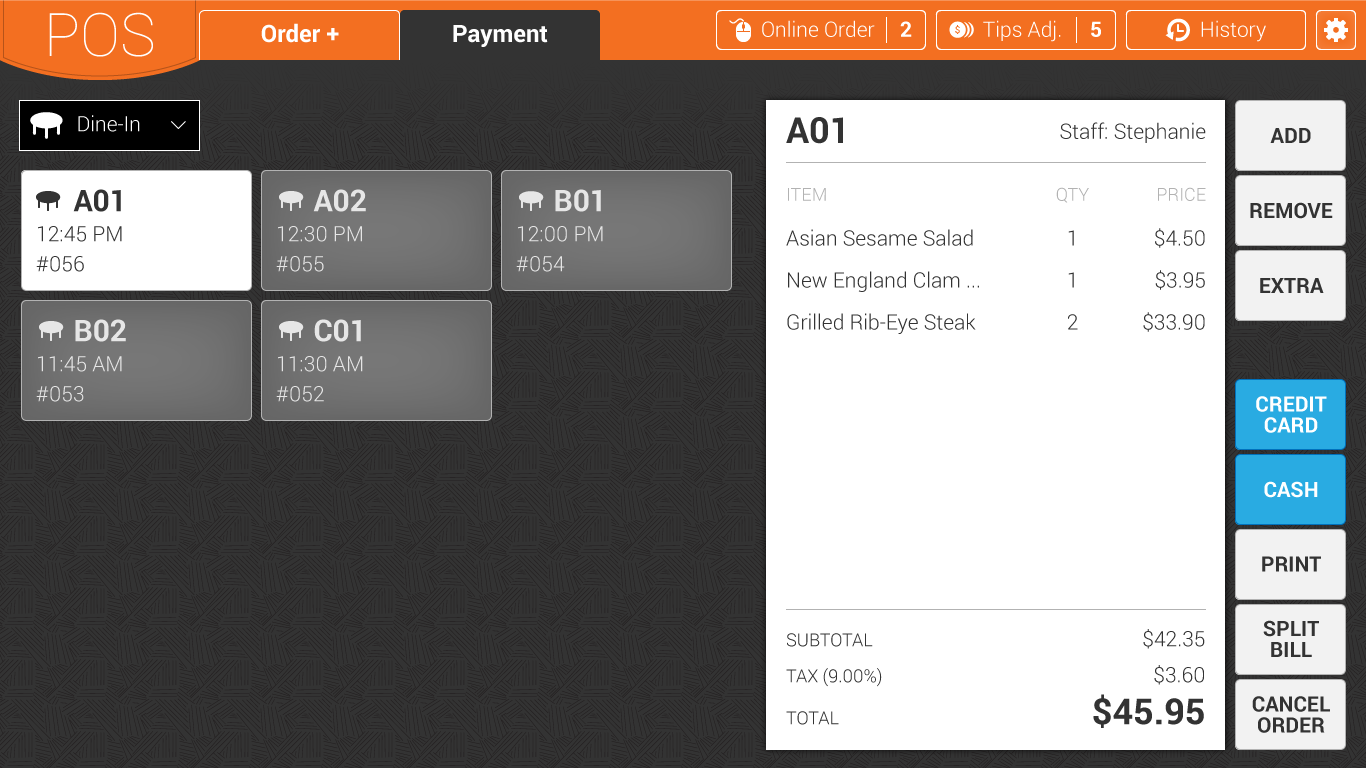 POS
Order +
Payment
Online Order 2
Tips Adj. 5
History
Dine-In
A01
12:45 PM
#056
A02
12:30 PM
#055
B01
12:00 PM
#054
B02
11:45 AM
#053
C01
11:30 AM
#052
A01 Staff: Stephanie
ITEM QTY PRICE
Asian Sesame Salad 1 $4.50
New England Clam ... 1 $3.95
Grilled Rib-Eye Steak 2 $33.90
SUBTOTAL $42.35
TAX (9.00%) $3.60
TOTAL $45.95
ADD
REMOVE
EXTRA
CREDIT
CARD
CASH
PRINT
SPLIT
BILL
CANCEL
ORDER